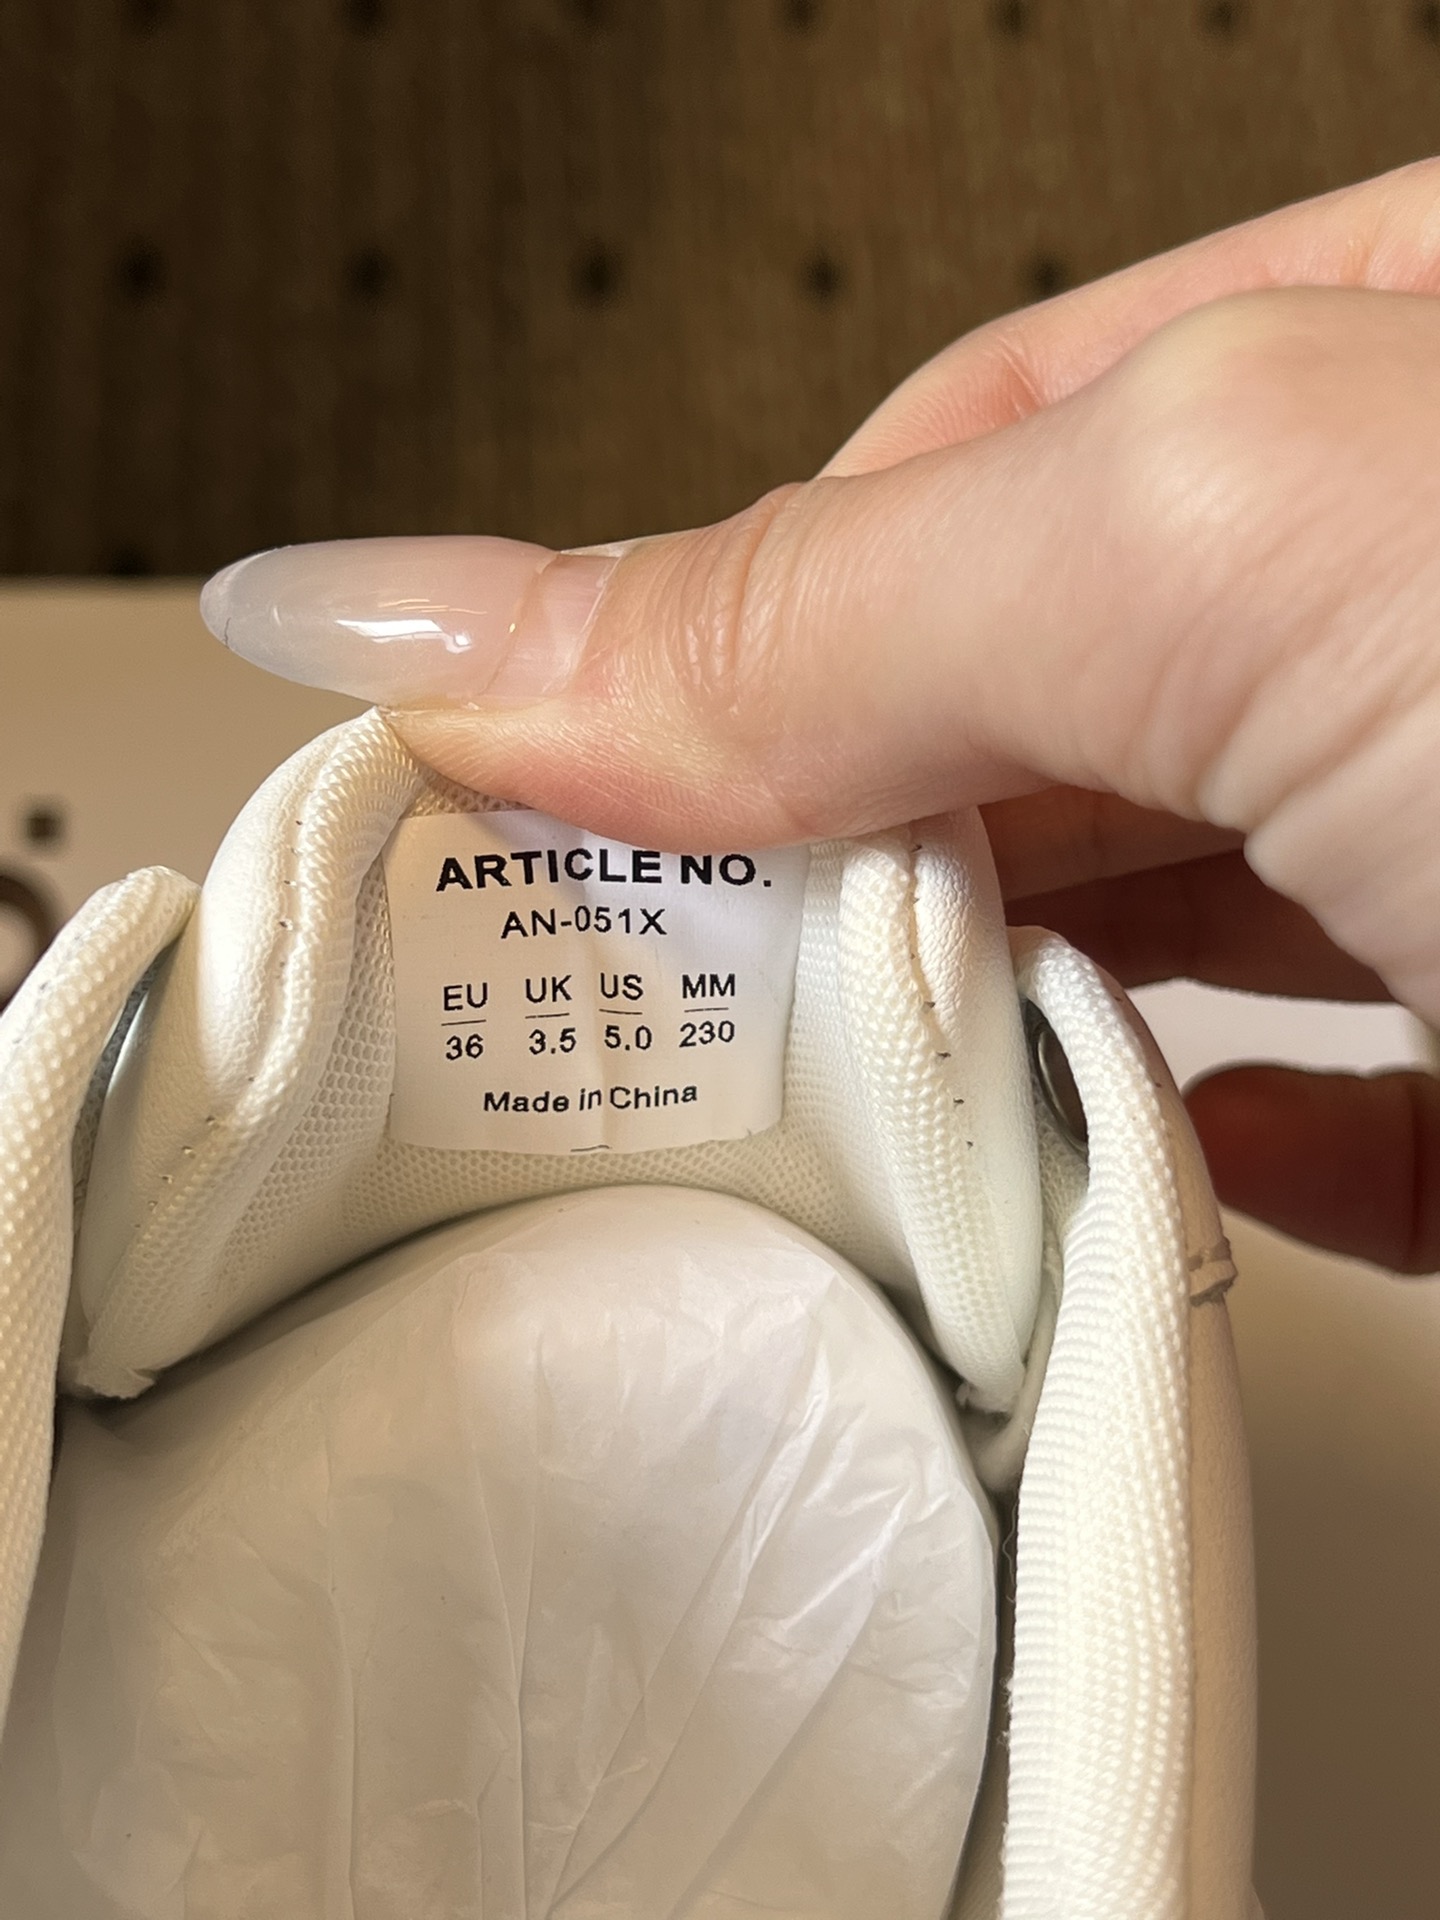 ARTICLE NO.
AN-051X
EU UK US MM
36 3.5 5.0 230
Made in China